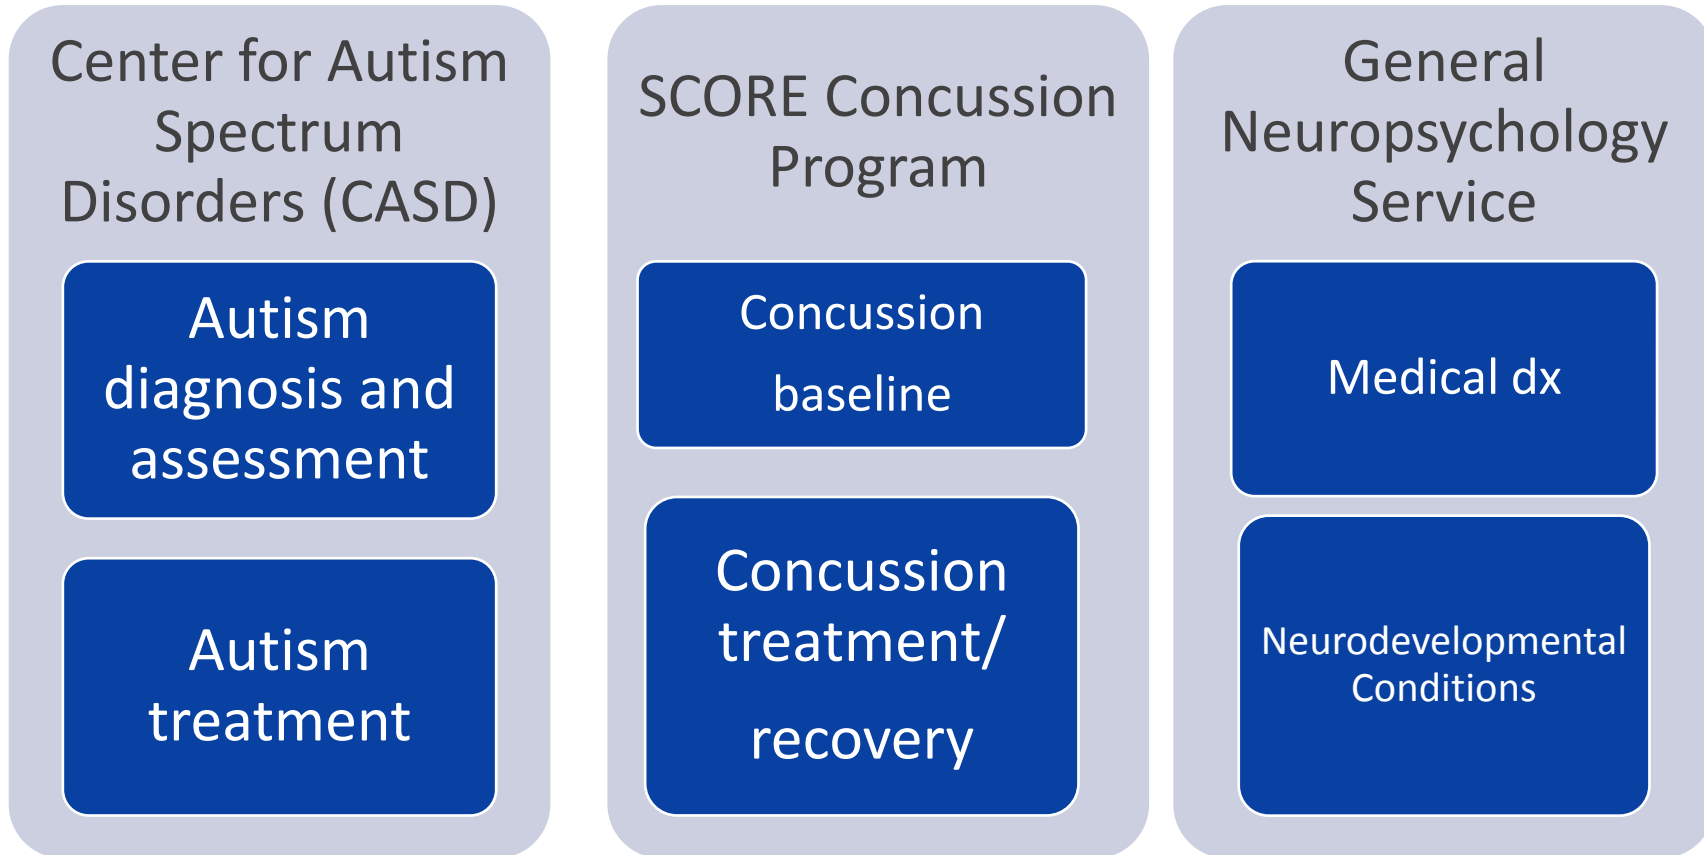 Center for Autism
Spectrum
Disorders (CASD)
Autism
diagnosis and
assessment
Autism
treatment
SCORE Concussion
Program
Concussion
baseline
Concussion
treatment/
recovery
General
Neuropsychology
Service
Medical dx
Neurodevelopmental
Conditions